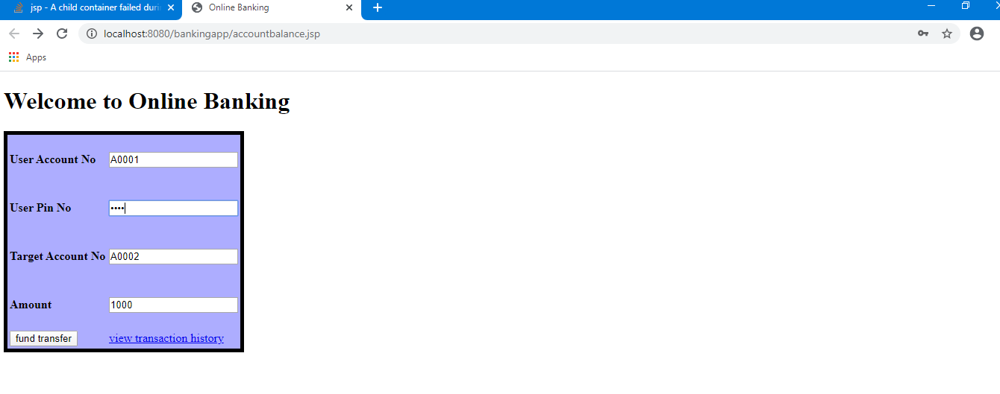 jsp - A child container failed duri
Online Banking
localhost:8080/bankingapp/accountbalance.jsp
Apps
Welcome to Online Banking
User Account No A0001
User Pin No ••••
Target Account No A0002
Amount 1000
fund transfer view transaction history